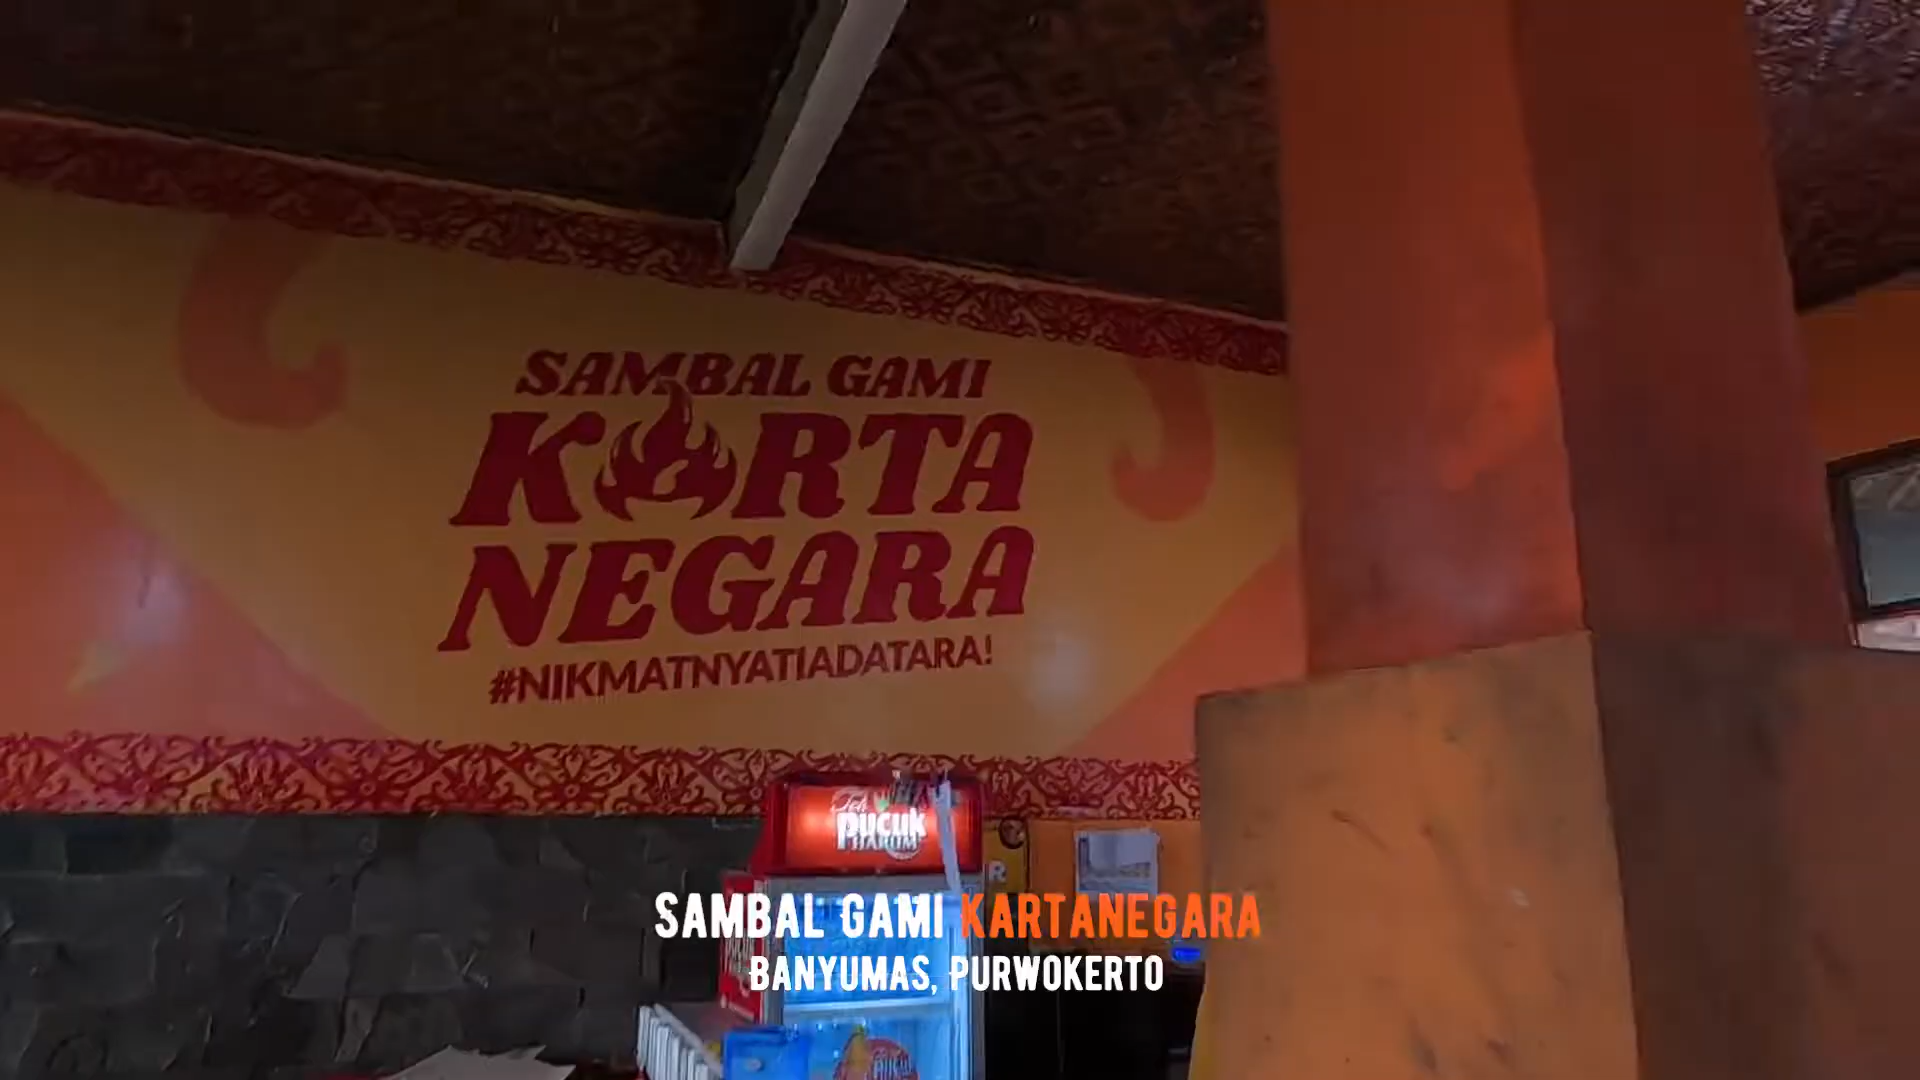 SAMBAL GAMI
KARTA
NEGARA
#NIKMATNYATIADATARA!
Teh
pucuk
HARUM
R
SAMBAL GAMI KARTANEGARA
BANYUMAS, PURWOKERTO